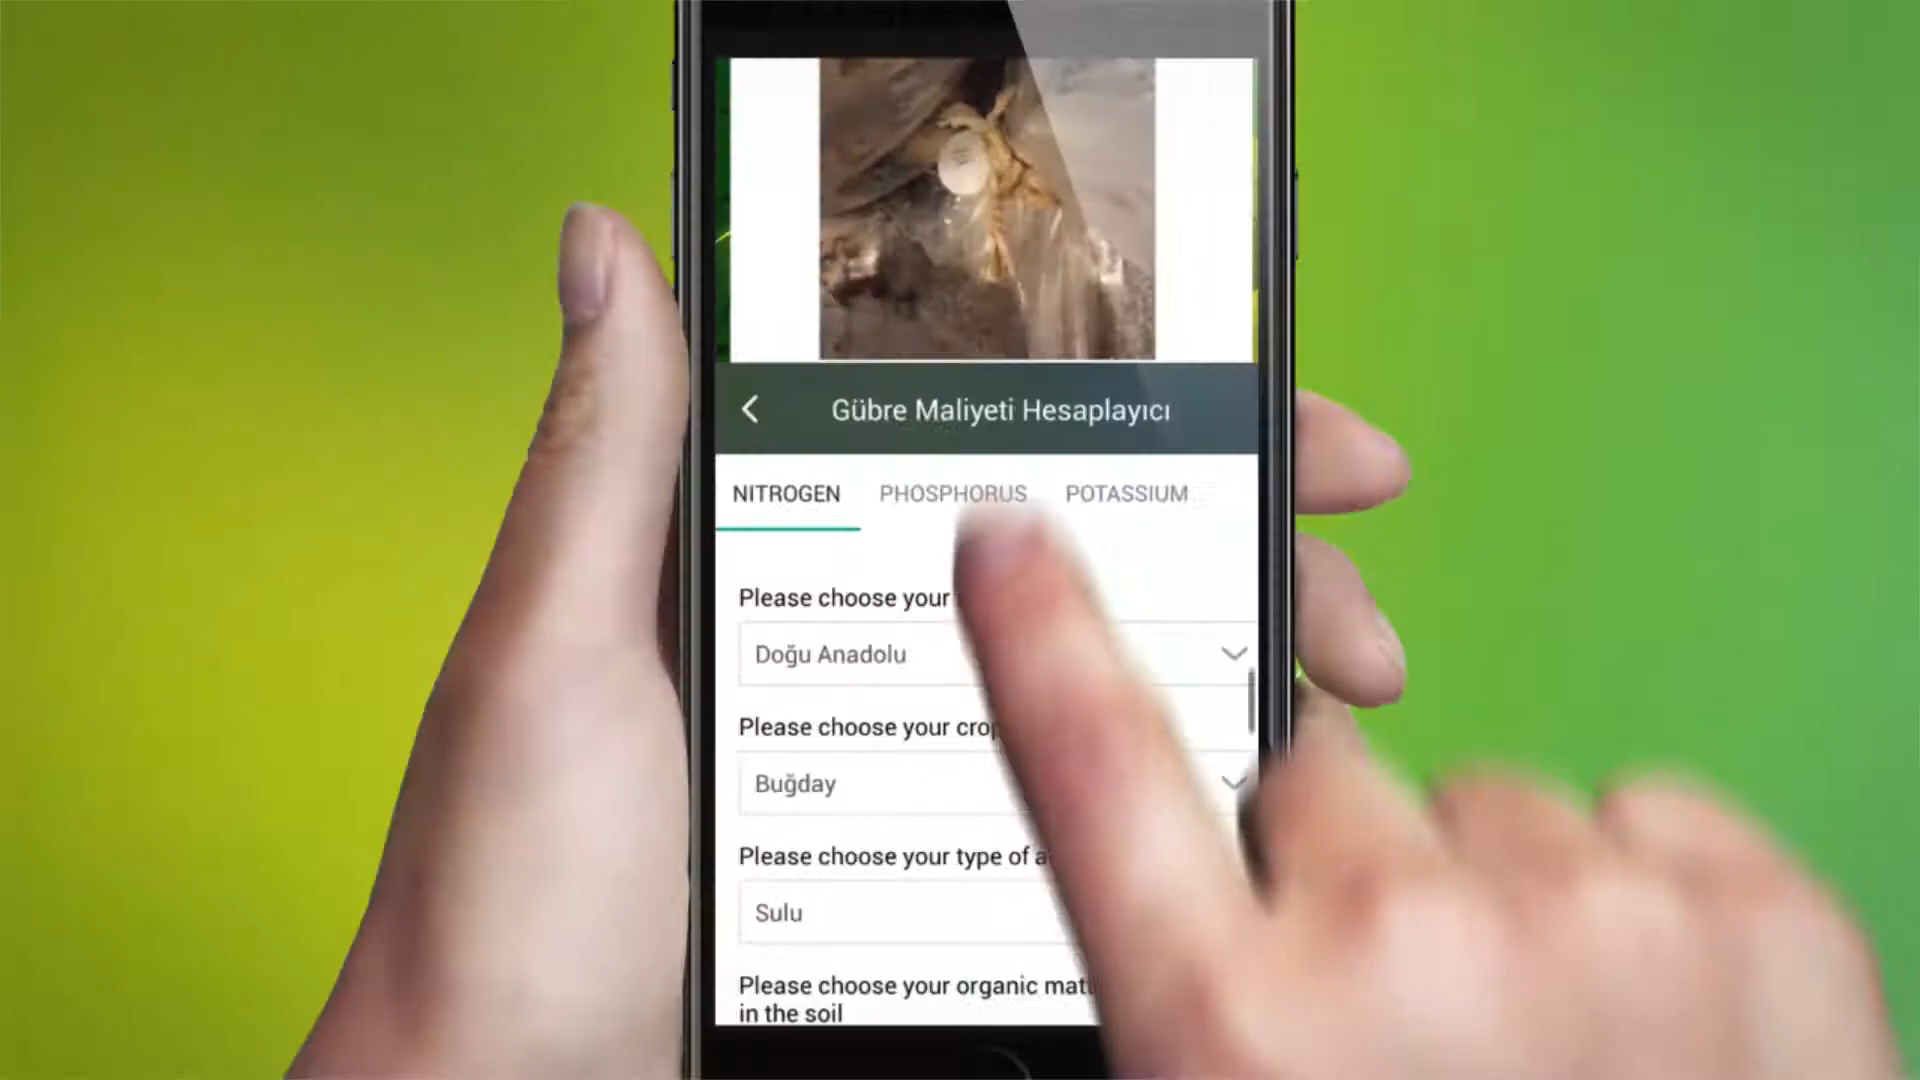 Gübre Maliyeti Hesaplayıcı
NITROGEN PHOSPHORUS POTASSIUM
Please choose your
Doğu Anadolu
Please choose your crop
Buğday
Please choose your type of a
Sulu
Please choose your organic mat
in the soil